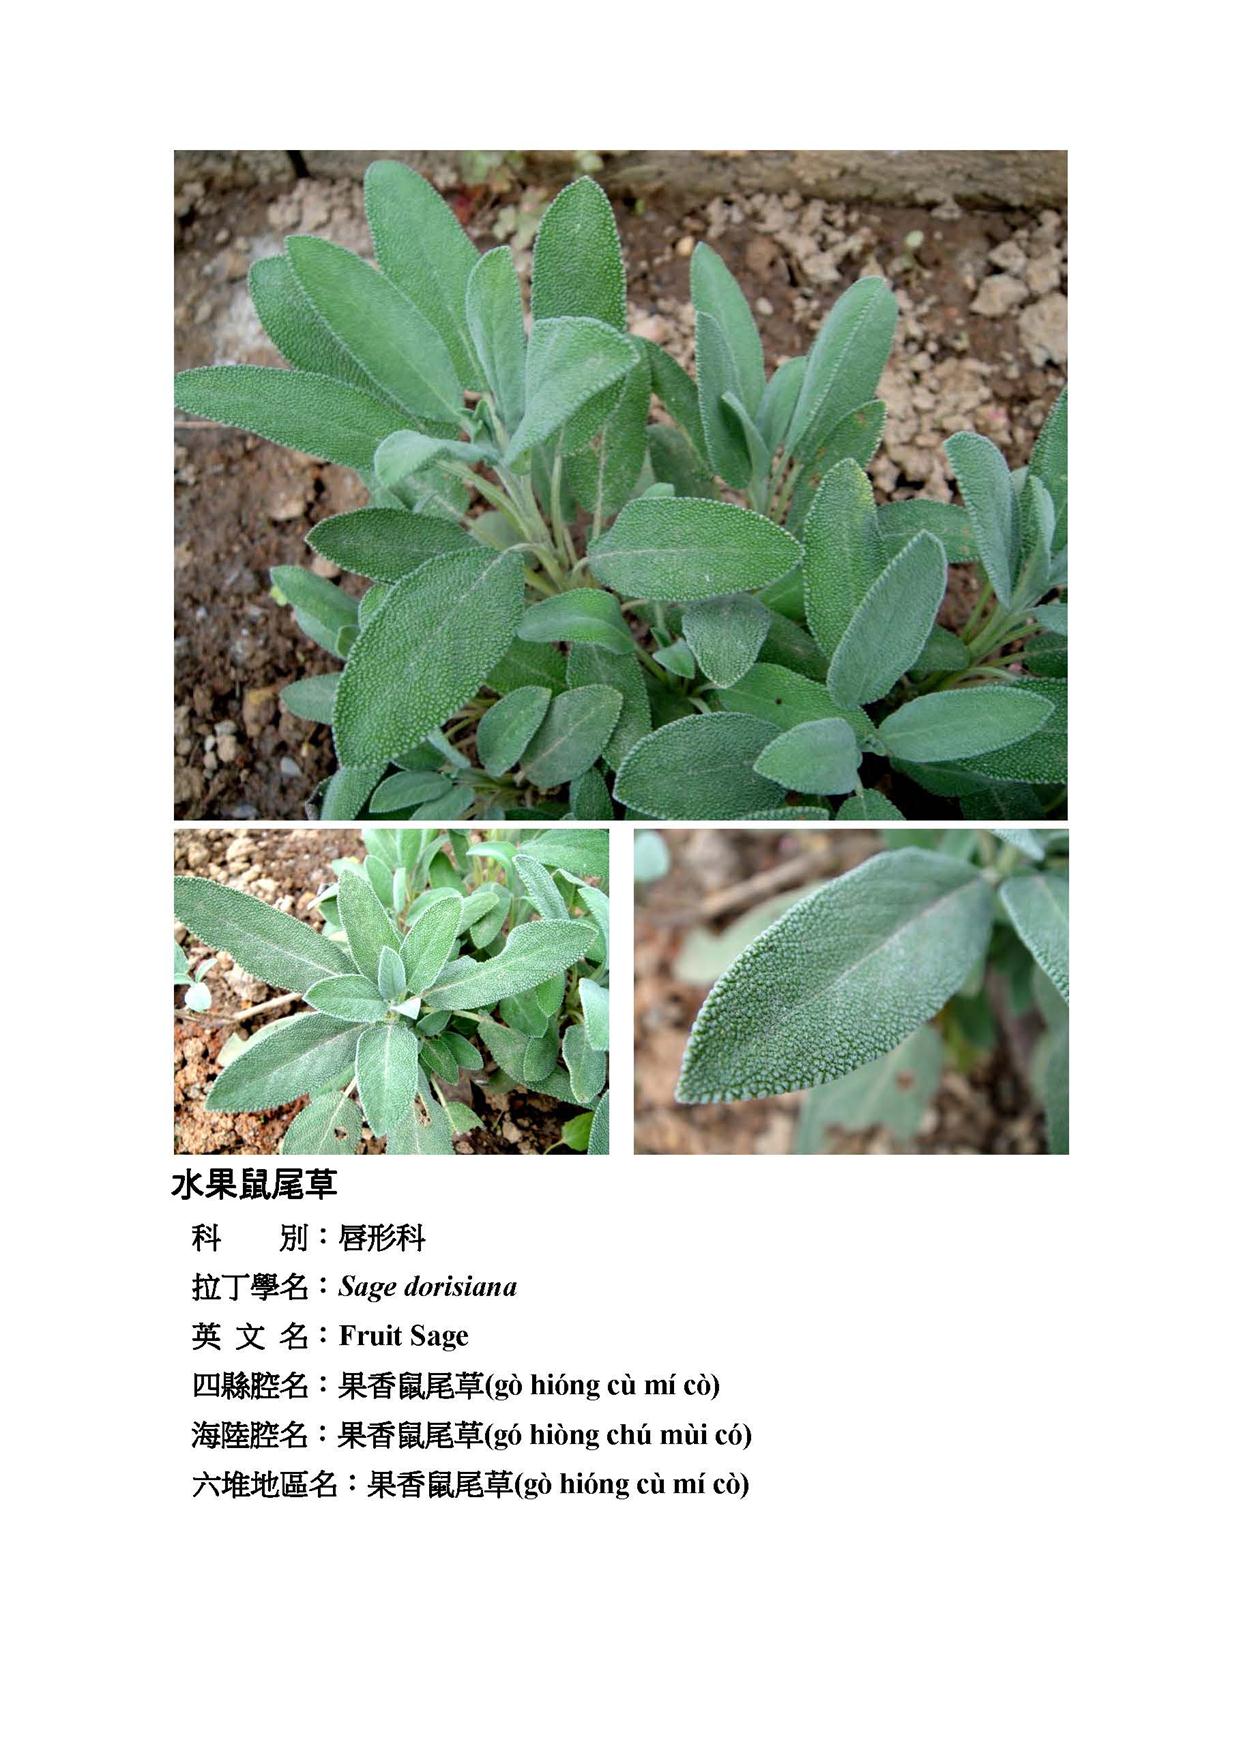 水果鼠尾草
科　　別：唇形科
拉丁學名：Sage dorisiana
英 文 名：Fruit Sage
四縣腔名：果香鼠尾草(gò hióng cù mí cò)
海陸腔名：果香鼠尾草(gó hiòng chú mùi có)
六堆地區名：果香鼠尾草(gò hióng cù mí cò)